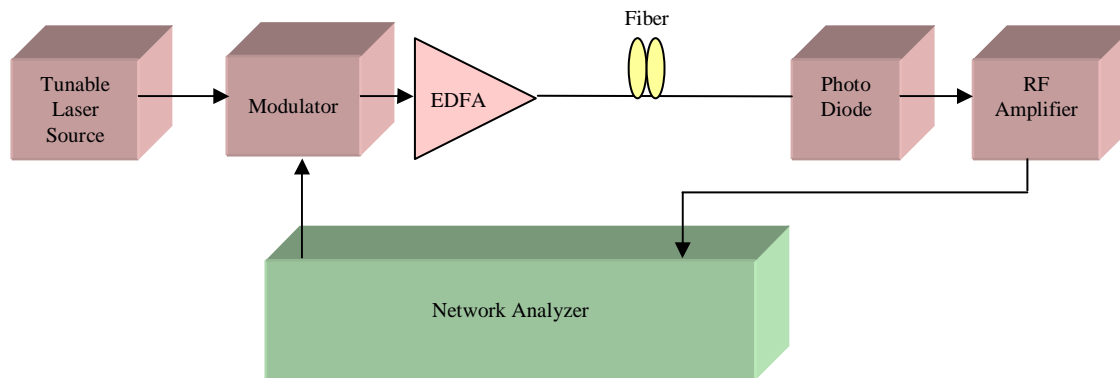 Fiber
Tunable
Laser
Source
Modulator
EDFA
Photo
Diode
RF
Amplifier
Network Analyzer